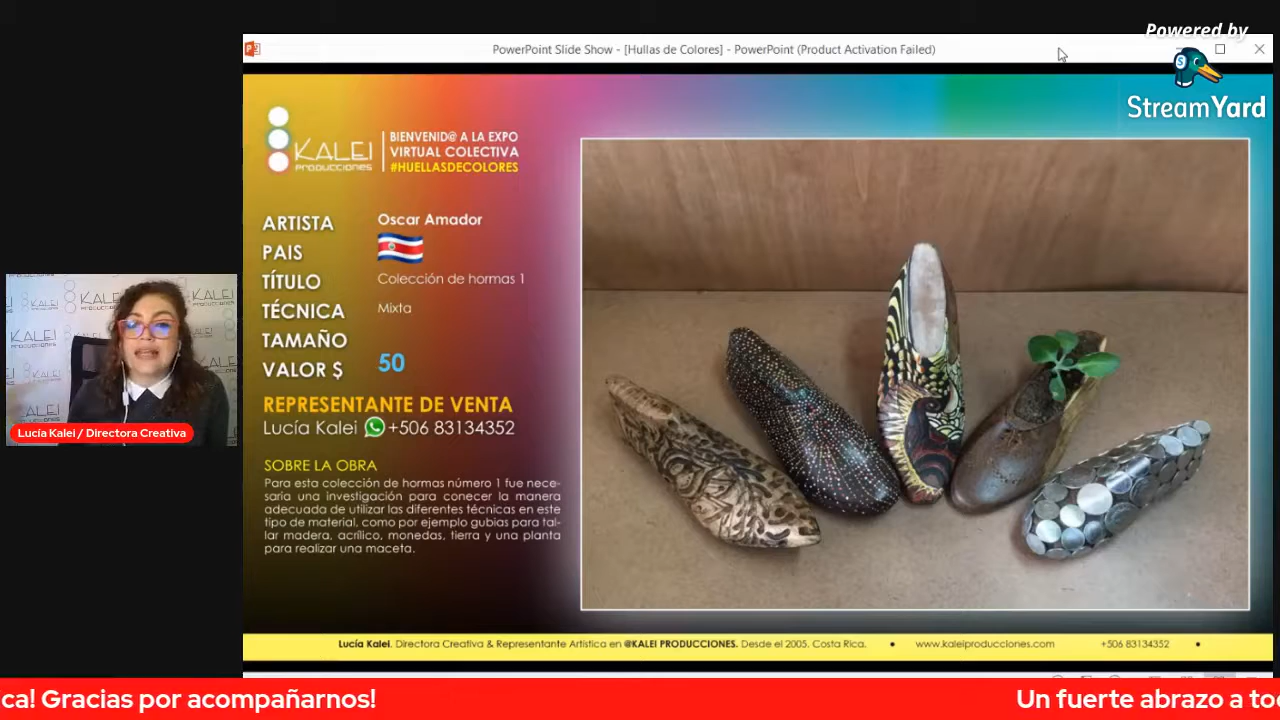 Powered by
StreamYard
PowerPoint Slide Show - [Hullas de Colores] - PowerPoint (Product Activation Failed)
KALEI
PRODUCCIONES
BIENVENID@ A LA EXPO
VIRTUAL COLECTIVA
#HUELLASDECOLORES
ARTISTA Oscar Amador
PAIS
TÍTULO Colección de hormas 1
TÉCNICA Mixta
TAMAÑO
VALOR $ 50
REPRESENTANTE DE VENTA
Lucía Kalei +506 83134352
SOBRE LA OBRA
Para esta colección de hormas número 1 fue nece-
saria una investigación para conecer la manera
adecuada de utilizar las diferentes técnicas en este
tipo de material, como por ejemplo gubias para tal-
lar madera, acrílico, monedas, tierra y una planta
para realizar una maceta.
Lucía Kalei / Directora Creativa
Lucía Kalei. Directora Creativa & Representante Artística en @KALEI PRODUCCIONES. Desde el 2005. Costa Rica. • www.kaleiproducciones.com +506 83134352 •
ca! Gracias por acompañarnos! Un fuerte abrazo a to